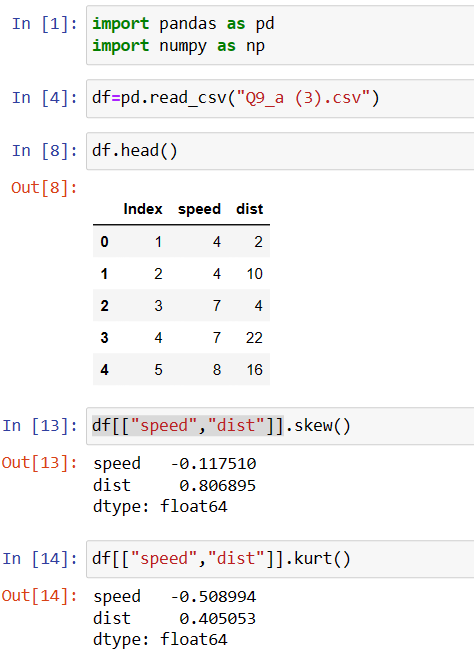 In [1]: import pandas as pd
import numpy as np
In [4]: df=pd.read_csv("Q9_a (3).csv")
In [8]: df.head()
Out[8]:
Index speed dist
0 1 4 2
1 2 4 10
2 3 7 4
3 4 7 22
4 5 8 16
In [13]: df[["speed","dist"]].skew()
Out[13]: speed -0.117510
dist 0.806895
dtype: float64
In [14]: df[["speed","dist"]].kurt()
Out[14]: speed -0.508994
dist 0.405053
dtype: float64